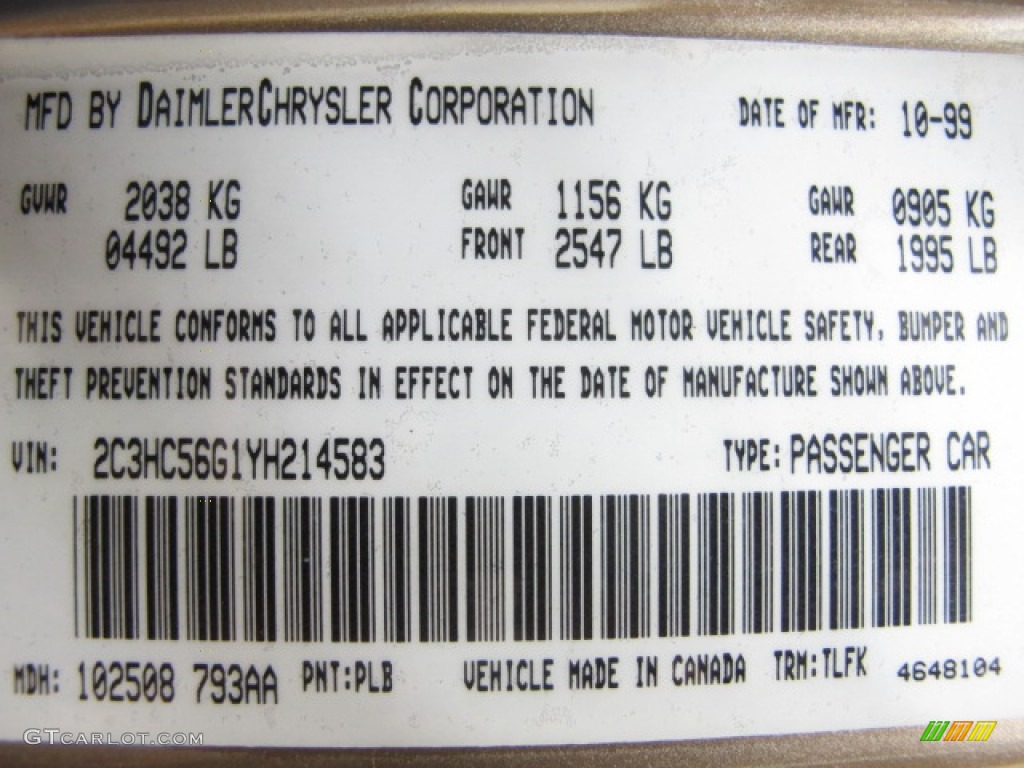 MFD BY DAIMLERCHRYSLER CORPORATION DATE OF MFR: 10-99
GVWR 2038 KG GAWR 1156 KG GAWR 0905 KG
04492 LB FRONT 2547 LB REAR 1995 LB
THIS VEHICLE CONFORMS TO ALL APPLICABLE FEDERAL MOTOR VEHICLE SAFETY, BUMPER AND
THEFT PREVENTION STANDARDS IN EFFECT ON THE DATE OF MANUFACTURE SHOWN ABOVE.
VIN: 2C3HC56G1YH214583 TYPE: PASSENGER CAR
MDH: 102508 793AA PNT:PLB VEHICLE MADE IN CANADA TRM:TLFK 4648104
GTCARLOT.COM